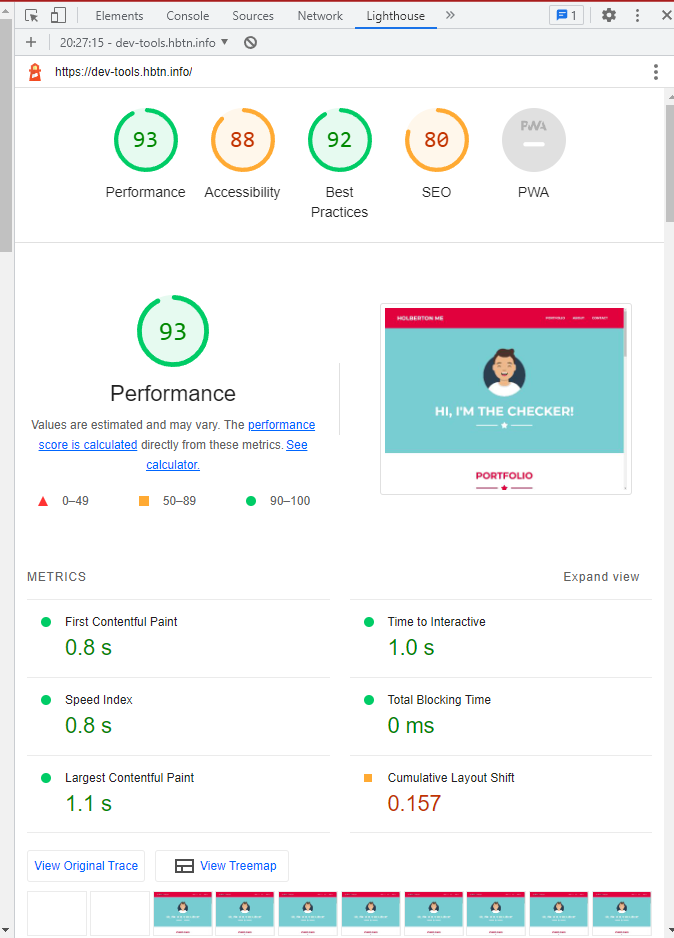 Elements Console Sources Network Lighthouse » 1
+ 20:27:15 - dev-tools.hbtn.info ▼
https://dev-tools.hbtn.info/
93 88 92 80 PWA
Performance Accessibility Best Practices SEO PWA
93
Performance
Values are estimated and may vary. The performance
score is calculated directly from these metrics. See
calculator.
0–49 50–89 90–100
HOLBERTON ME PORTFOLIO ABOUT CONTACT
HI, I'M THE CHECKER!
PORTFOLIO
METRICS Expand view
First Contentful Paint Time to Interactive
0.8 s 1.0 s
Speed Index Total Blocking Time
0.8 s 0 ms
Largest Contentful Paint Cumulative Layout Shift
1.1 s 0.157
View Original Trace View Treemap